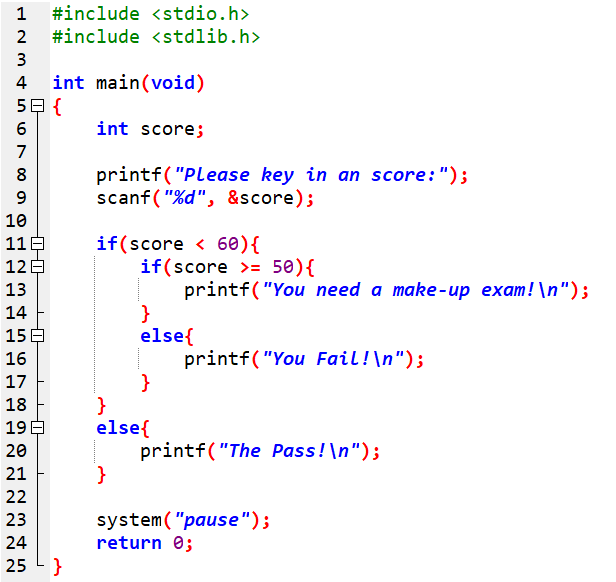 1 #include <stdio.h>
2 #include <stdlib.h>
3
4 int main(void)
5 {
6 int score;
7
8 printf("Please key in an score:");
9 scanf("%d", &score);
10
11 if(score < 60){
12 if(score >= 50){
13 printf("You need a make-up exam!\n");
14 }
15 else{
16 printf("You Fail!\n");
17 }
18 }
19 else{
20 printf("The Pass!\n");
21 }
22
23 system("pause");
24 return 0;
25 }